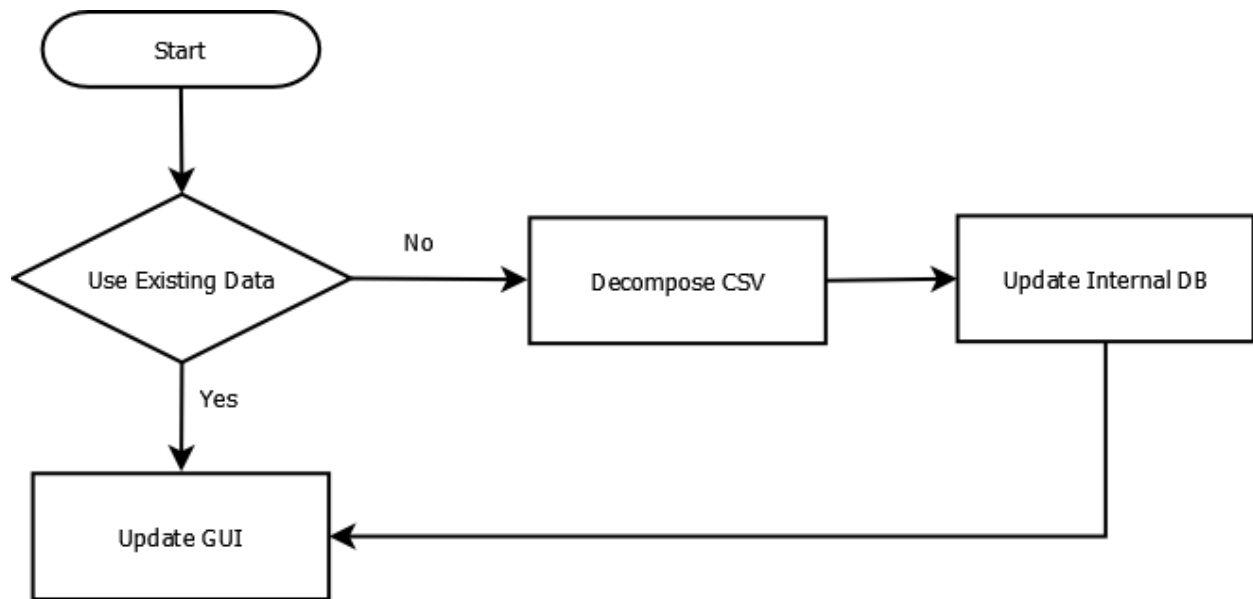 Start
Use Existing Data
No
Decompose CSV
Update Internal DB
Yes
Update GUI